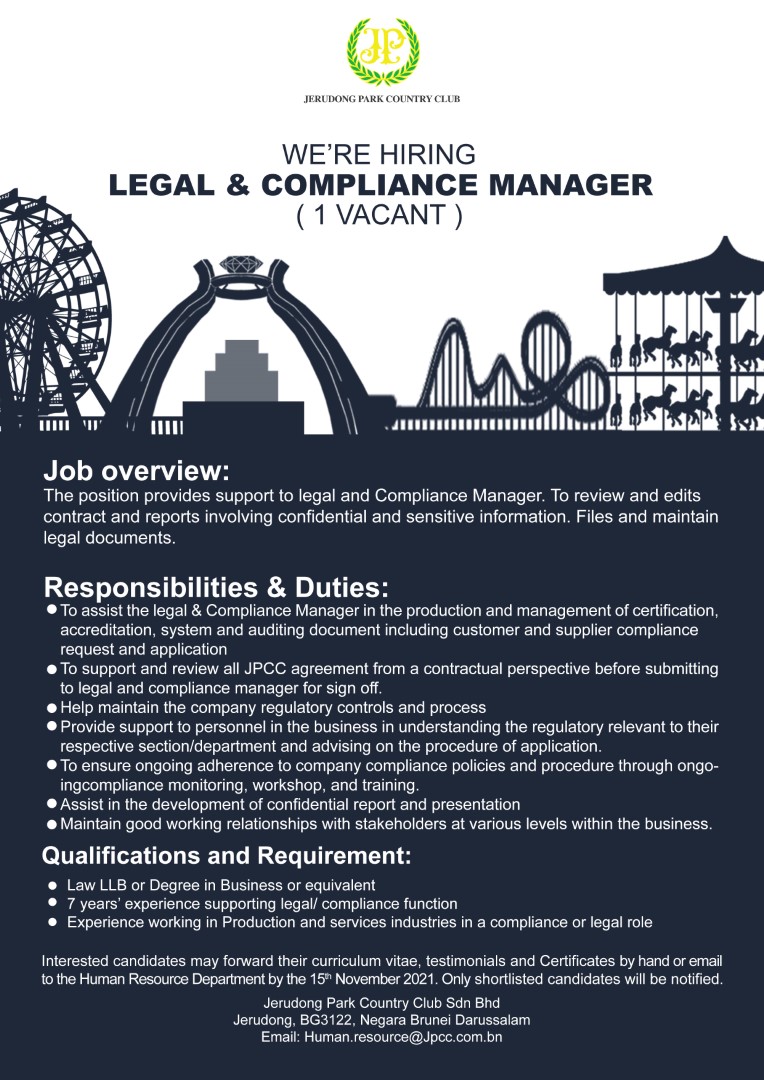 JP
JERUDONG PARK COUNTRY CLUB
WE'RE HIRING
LEGAL & COMPLIANCE MANAGER
( 1 VACANT )
Job overview:
The position provides support to legal and Compliance Manager. To review and edits
contract and reports involving confidential and sensitive information. Files and maintain
legal documents.
Responsibilities & Duties:
● To assist the legal & Compliance Manager in the production and management of certification,
accreditation, system and auditing document including customer and supplier compliance
request and application
● To support and review all JPCC agreement from a contractual perspective before submitting
to legal and compliance manager for sign off.
● Help maintain the company regulatory controls and process
● Provide support to personnel in the business in understanding the regulatory relevant to their
respective section/department and advising on the procedure of application.
● To ensure ongoing adherence to company compliance policies and procedure through ongo-
ingcompliance monitoring, workshop, and training.
● Assist in the development of confidential report and presentation
● Maintain good working relationships with stakeholders at various levels within the business.
Qualifications and Requirement:
● Law LLB or Degree in Business or equivalent
● 7 years' experience supporting legal/ compliance function
● Experience working in Production and services industries in a compliance or legal role
Interested candidates may forward their curriculum vitae, testimonials and Certificates by hand or email
to the Human Resource Department by the 15th November 2021. Only shortlisted candidates will be notified.
Jerudong Park Country Club Sdn Bhd
Jerudong, BG3122, Negara Brunei Darussalam
Email: Human.resource@Jpcc.com.bn